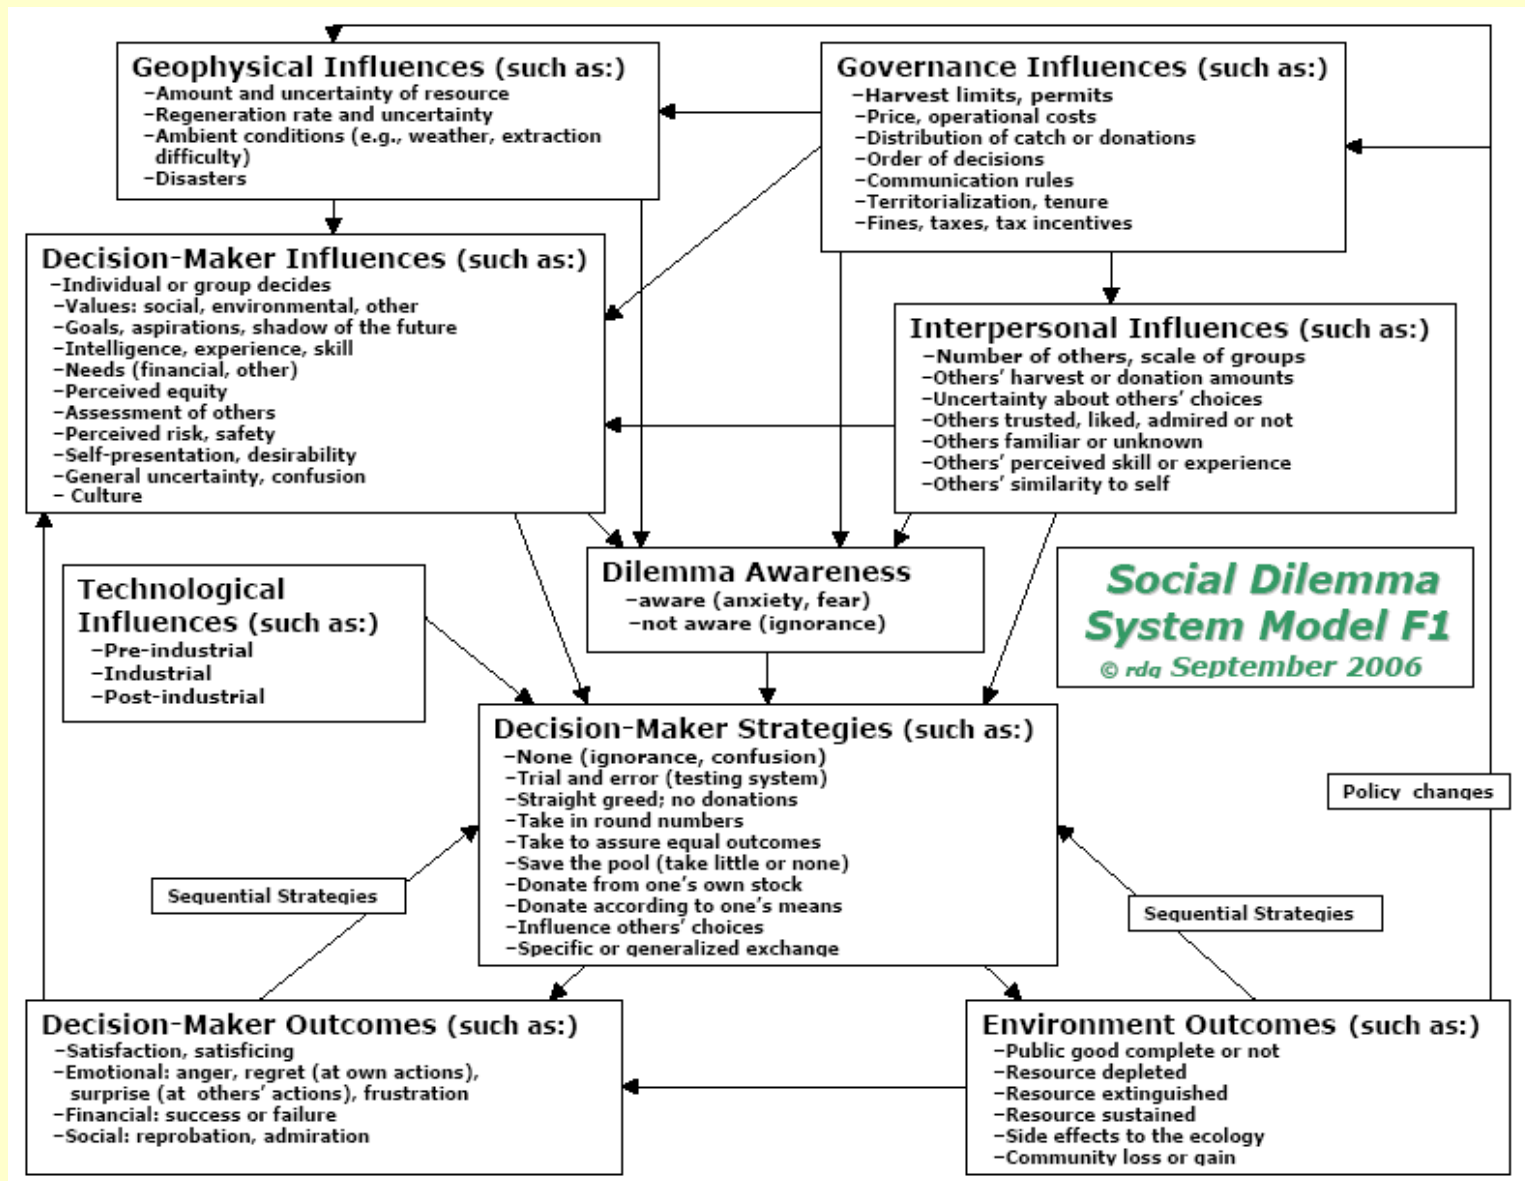 Geophysical Influences (such as:)
–Amount and uncertainty of resource
–Regeneration rate and uncertainty
–Ambient conditions (e.g., weather, extraction
difficulty)
–Disasters
Governance Influences (such as:)
–Harvest limits, permits
–Price, operational costs
–Distribution of catch or donations
–Order of decisions
–Communication rules
–Territorialization, tenure
–Fines, taxes, tax incentives
Decision-Maker Influences (such as:)
–Individual or group decides
–Values: social, environmental, other
–Goals, aspirations, shadow of the future
–Intelligence, experience, skill
–Needs (financial, other)
–Perceived equity
–Assessment of others
–Perceived risk, safety
–Self-presentation, desirability
–General uncertainty, confusion
– Culture
Interpersonal Influences (such as:)
–Number of others, scale of groups
–Others’ harvest or donation amounts
–Uncertainty about others’ choices
–Others trusted, liked, admired or not
–Others familiar or unknown
–Others’ perceived skill or experience
–Others’ similarity to self
Technological
Influences (such as:)
–Pre-industrial
–Industrial
–Post-industrial
Dilemma Awareness
–aware (anxiety, fear)
–not aware (ignorance)
Social Dilemma
System Model F1
© rdg September 2006
Decision-Maker Strategies (such as:)
–None (ignorance, confusion)
–Trial and error (testing system)
–Straight greed; no donations
–Take in round numbers
–Take to assure equal outcomes
–Save the pool (take little or none)
–Donate from one’s own stock
–Donate according to one’s means
–Influence others’ choices
–Specific or generalized exchange
Policy changes
Sequential Strategies
Sequential Strategies
Decision-Maker Outcomes (such as:)
–Satisfaction, satisficing
–Emotional: anger, regret (at own actions),
surprise (at others’ actions), frustration
–Financial: success or failure
–Social: reprobation, admiration
Environment Outcomes (such as:)
–Public good complete or not
–Resource depleted
–Resource extinguished
–Resource sustained
–Side effects to the ecology
–Community loss or gain